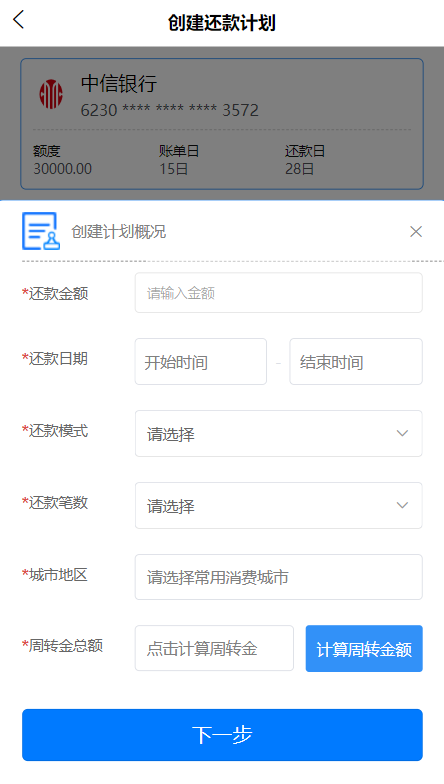 创建还款计划
中信银行
6230 **** **** **** 3572
额度 账单日 还款日
30000.00 15日 28日
创建计划概况
*还款金额 请输入金额
*还款日期 开始时间 - 结束时间
*还款模式 请选择
*还款笔数 请选择
*城市地区 请选择常用消费城市
*周转金总额 点击计算周转金 计算周转金额
下一步